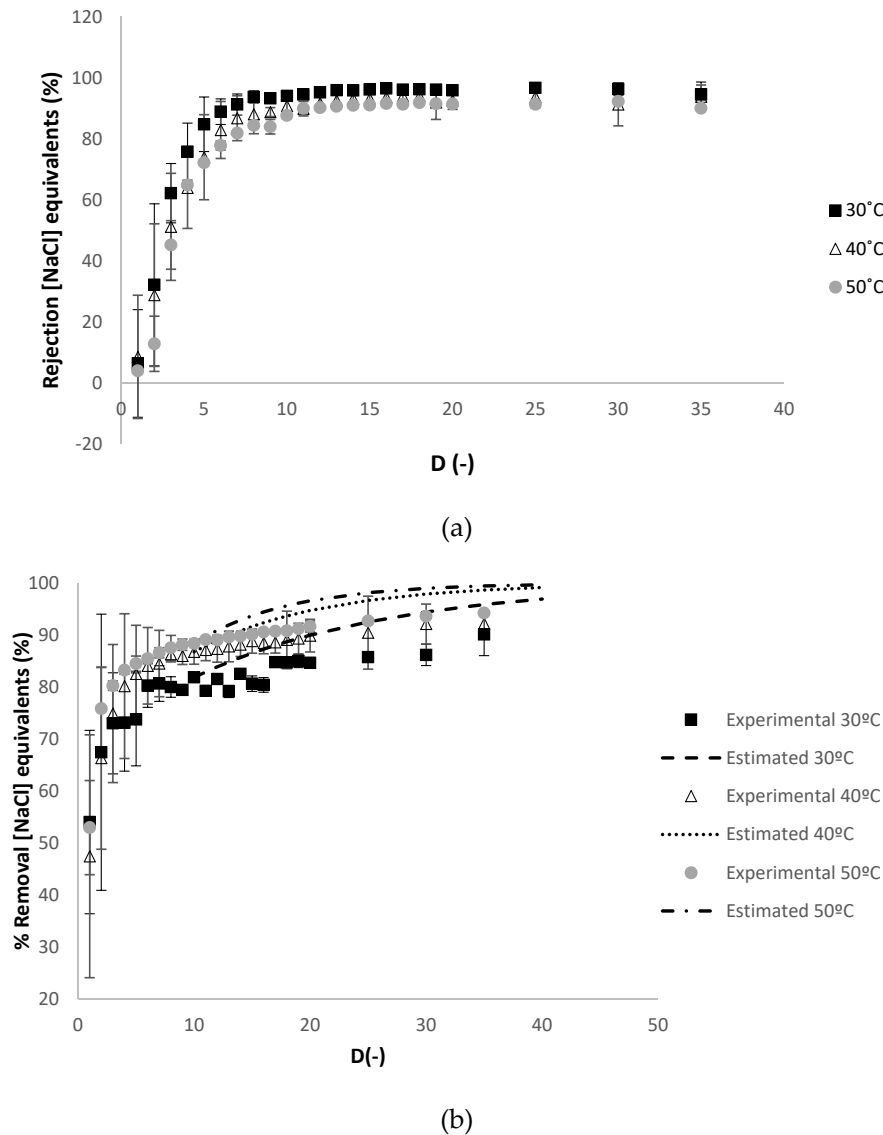 120
100
80
60
40
20
0
-20
Rejection [NaCl] equivalents (%)
0 5 10 15 20 25 30 35 40
D (-)
30˚C
40˚C
50˚C
(a)
100
90
80
70
60
50
40
30
20
% Removal [NaCl] equivalents (%)
0 10 20 30 40 50
D(-)
Experimental 30ºC
Estimated 30ºC
Experimental 40ºC
Estimated 40ºC
Experimental 50ºC
Estimated 50ºC
(b)